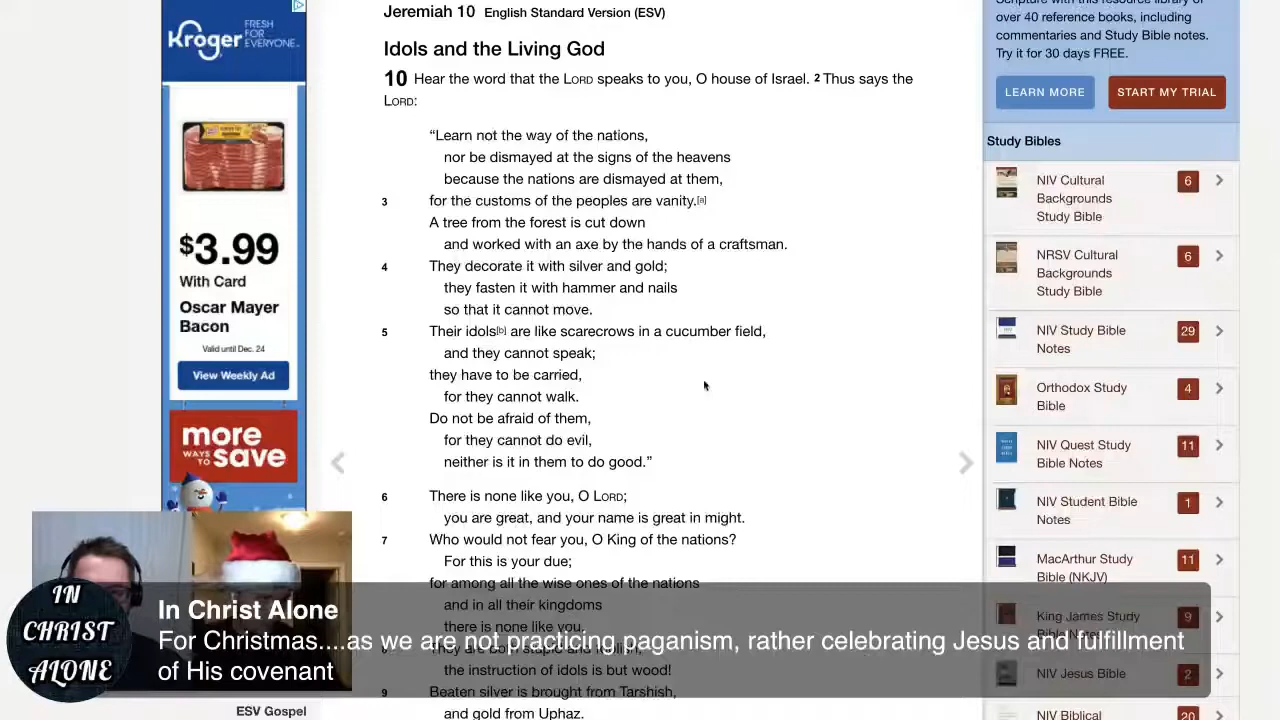 Kroger
FRESH
FOR
EVERYONE.
$3.99
With Card
Oscar Mayer
Bacon
Valid until Dec. 24
View Weekly Ad
more
WAYS
TO
save
Jeremiah 10 English Standard Version (ESV)
Idols and the Living God
10 Hear the word that the LORD speaks to you, O house of Israel. 2 Thus says the
LORD:
“Learn not the way of the nations,
nor be dismayed at the signs of the heavens
because the nations are dismayed at them,
3 for the customs of the peoples are vanity.[a]
A tree from the forest is cut down
and worked with an axe by the hands of a craftsman.
4 They decorate it with silver and gold;
they fasten it with hammer and nails
so that it cannot move.
5 Their idols[b] are like scarecrows in a cucumber field,
and they cannot speak;
they have to be carried,
for they cannot walk.
Do not be afraid of them,
for they cannot do evil,
neither is it in them to do good.”
6 There is none like you, O LORD;
you are great, and your name is great in might.
7 Who would not fear you, O King of the nations?
For this is your due;
for among all the wise ones of the nations
and in all their kingdoms
there is none like you.
the instruction of idols is but wood!
9 Beaten silver is brought from Tarshish,
and gold from Uphaz.
Scripture with this resource library of
over 40 reference books, including
commentaries and Study Bible notes.
Try it for 30 days FREE.
LEARN MORE
START MY TRIAL
Study Bibles
NIV Cultural 6
Backgrounds
Study Bible
NRSV Cultural 6
Backgrounds
Study Bible
NIV Study Bible 29
Notes
Orthodox Study 4
Bible
NIV Quest Study 11
Bible Notes
NIV Student Bible 1
Notes
MacArthur Study 11
Bible (NKJV)
King James Study 9
NIV Jesus Bible 2
NIV Biblical 20
IN
CHRIST
ALONE
In Christ Alone
For Christmas....as we are not practicing paganism, rather celebrating Jesus and fulfillment
of His covenant
ESV Gospel